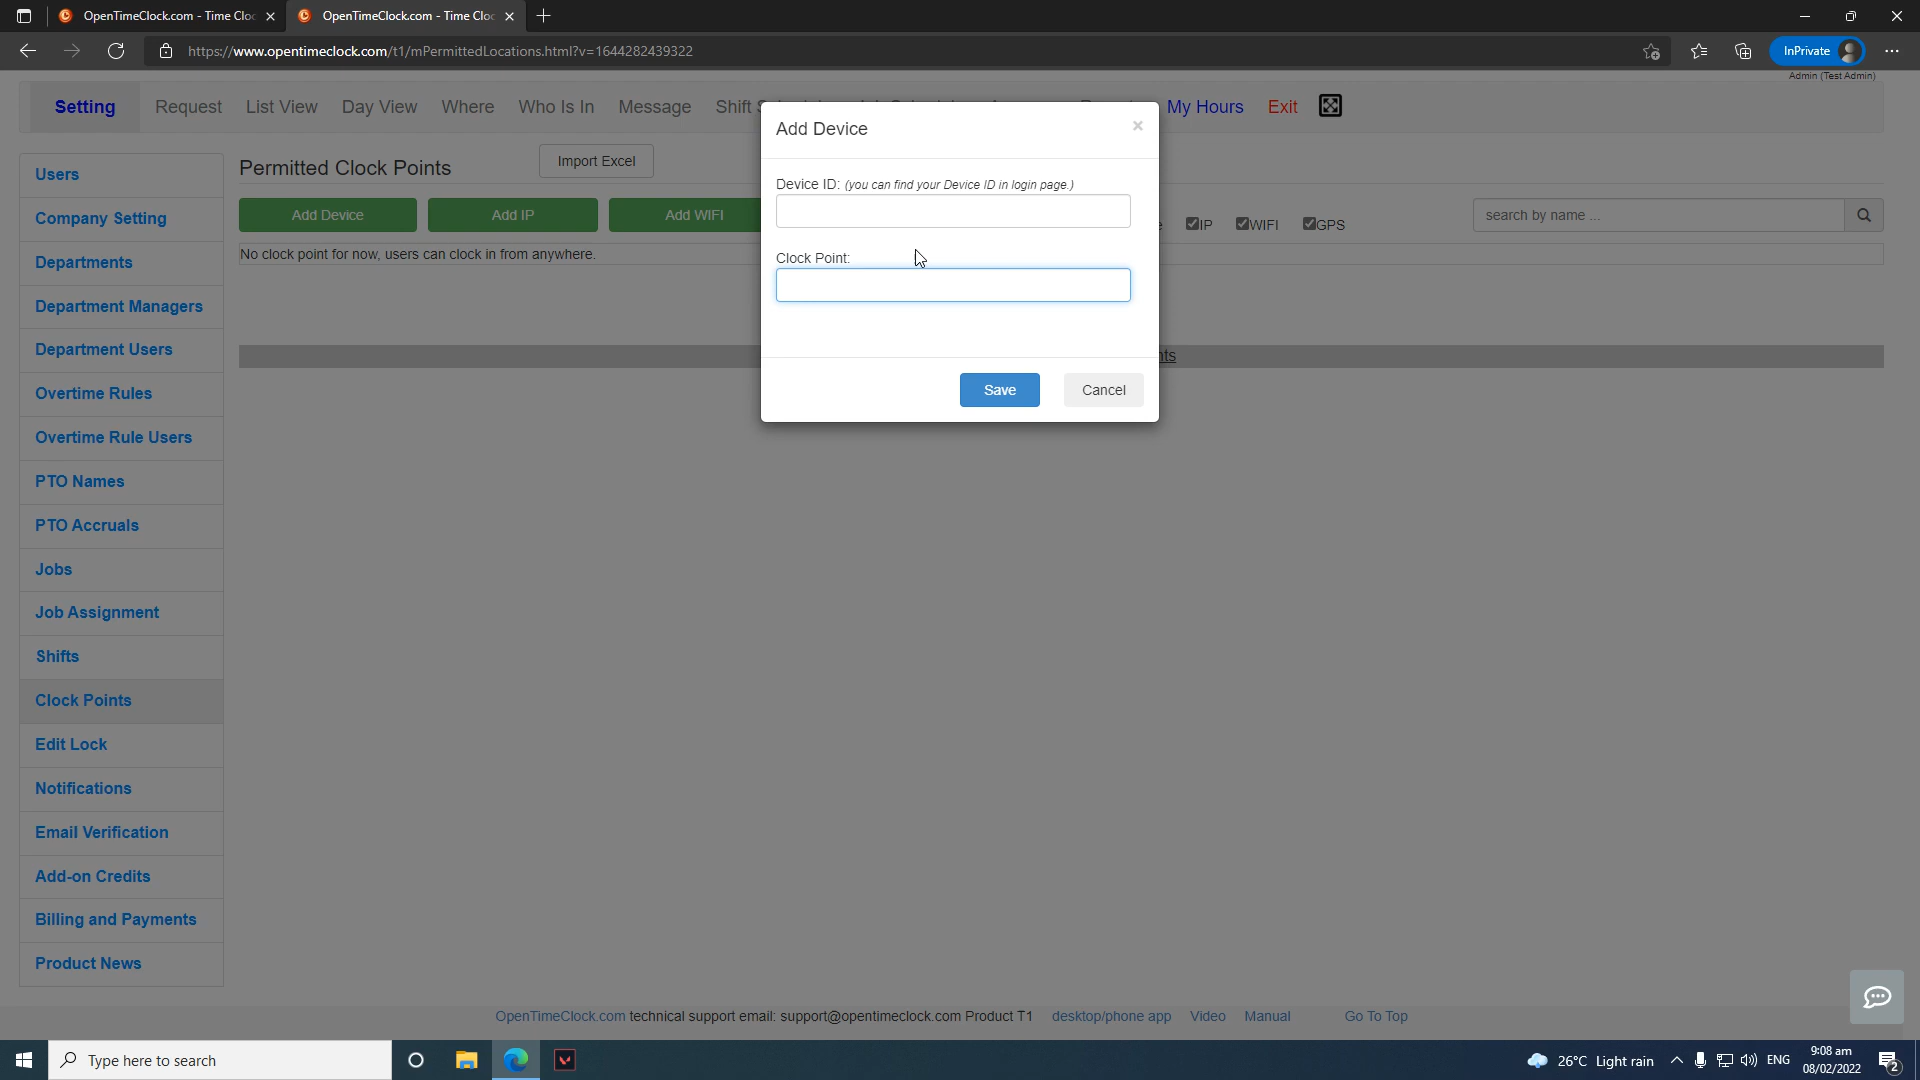 OpenTimeClock.com - Time Cloc
OpenTimeClock.com - Time Cloc
https://www.opentimeclock.com/t1/mPermittedLocations.html?v=1644282439322
InPrivate
Admin (Test Admin)
Setting Request List View Day View Where Who Is In Message Shift My Hours Exit
Permitted Clock Points
Import Excel
Add Device Add IP Add WIFI
IP WIFI GPS
search by name ...
No clock point for now, users can clock in from anywhere.
nts
Users
Company Setting
Departments
Department Managers
Department Users
Overtime Rules
Overtime Rule Users
PTO Names
PTO Accruals
Jobs
Job Assignment
Shifts
Clock Points
Edit Lock
Notifications
Email Verification
Add-on Credits
Billing and Payments
Product News
Add Device
×
Device ID: (you can find your Device ID in login page.)
Clock Point:
Save Cancel
OpenTimeClock.com technical support email: support@opentimeclock.com Product T1 desktop/phone app Video Manual Go To Top
Type here to search
26°C Light rain
ENG
9:08 am
08/02/2022
2